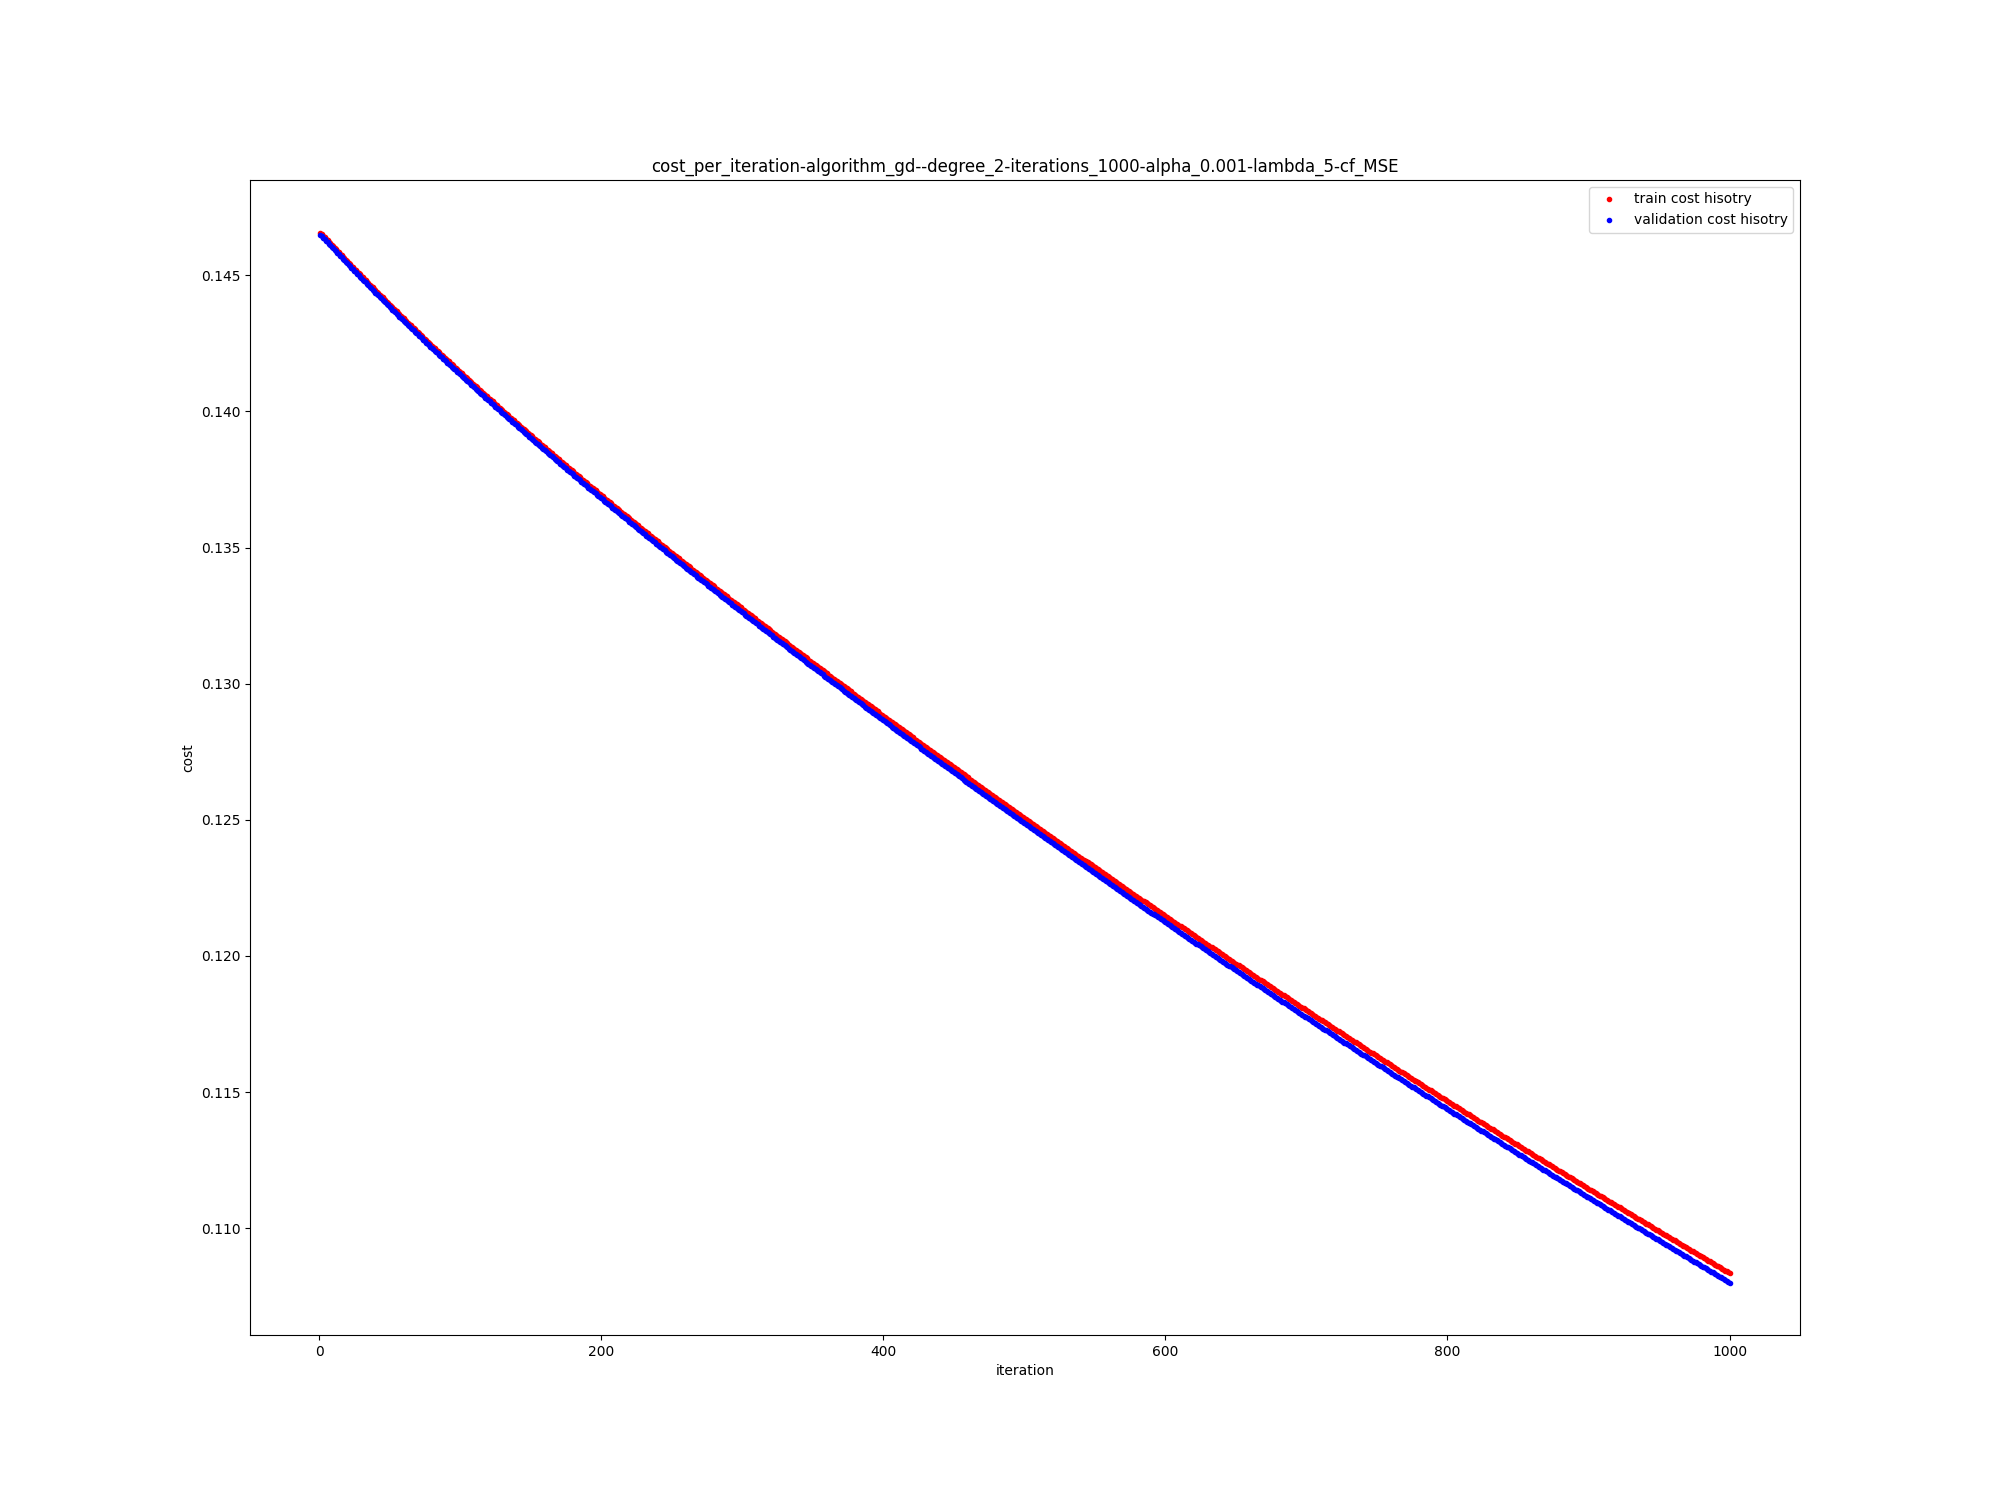 cost_per_iteration-algorithm_gd--degree_2-iterations_1000-alpha_0.001-lambda_5-cf_MSE
train cost hisotry
validation cost hisotry
0.145
0.140
0.135
0.130
cost
0.125
0.120
0.115
0.110
0 200 400 600 800 1000
iteration